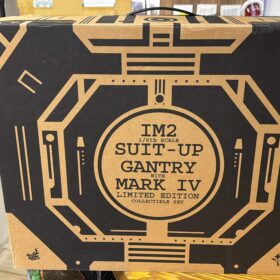 IM2
1/6th SCALE
SUIT-UP
GANTRY
WITH
MARK IV
LIMITED EDITION
COLLECTIBLE SET